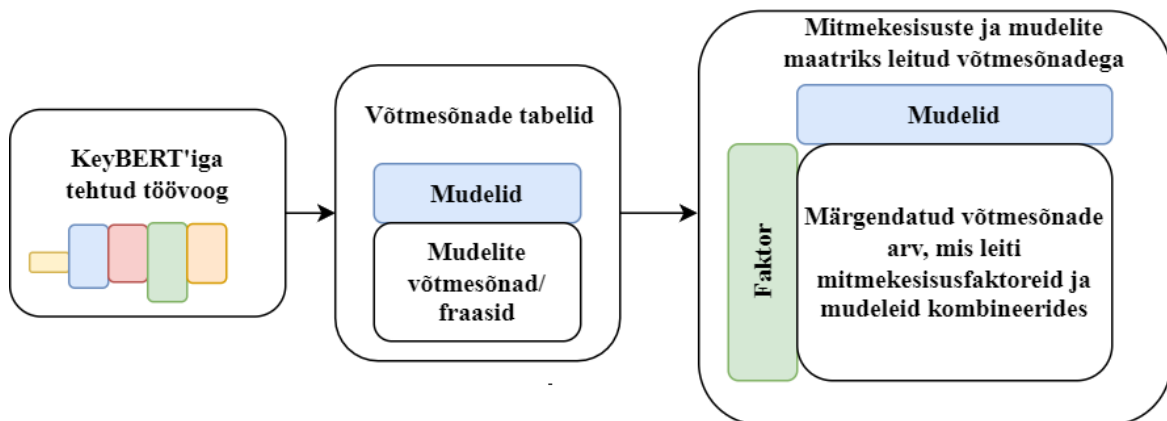 KeyBERT'iga
tehtud töövoog
Võtmesõnade tabelid
Mudelid
Mudelite
võtmesõnad/
fraasid
Mitmekesisuste ja mudelite
maatriks leitud võtmesõnadega
Mudelid
Faktor
Märgendatud võtmesõnade
arv, mis leiti
mitmekesisusfaktoreid ja
mudeleid kombineerides